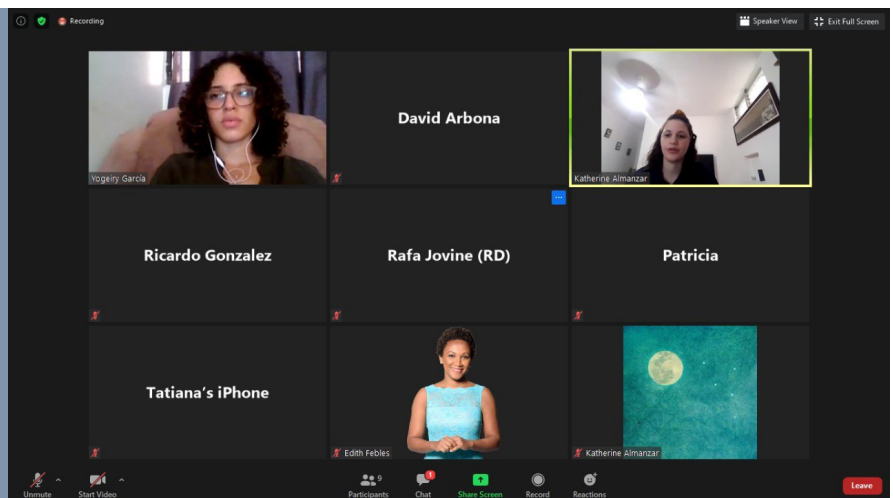 Recording
Speaker View
Exit Full Screen
Yogeiry García
David Arbona
Katherine Almanzar
Ricardo Gonzalez
Rafa Jovine (RD)
Patricia
Tatiana's iPhone
Edith Febles
Katherine Almanzar
Unmute
Start Video
9
Participants
1
Chat
Share Screen
Record
Reactions
Leave